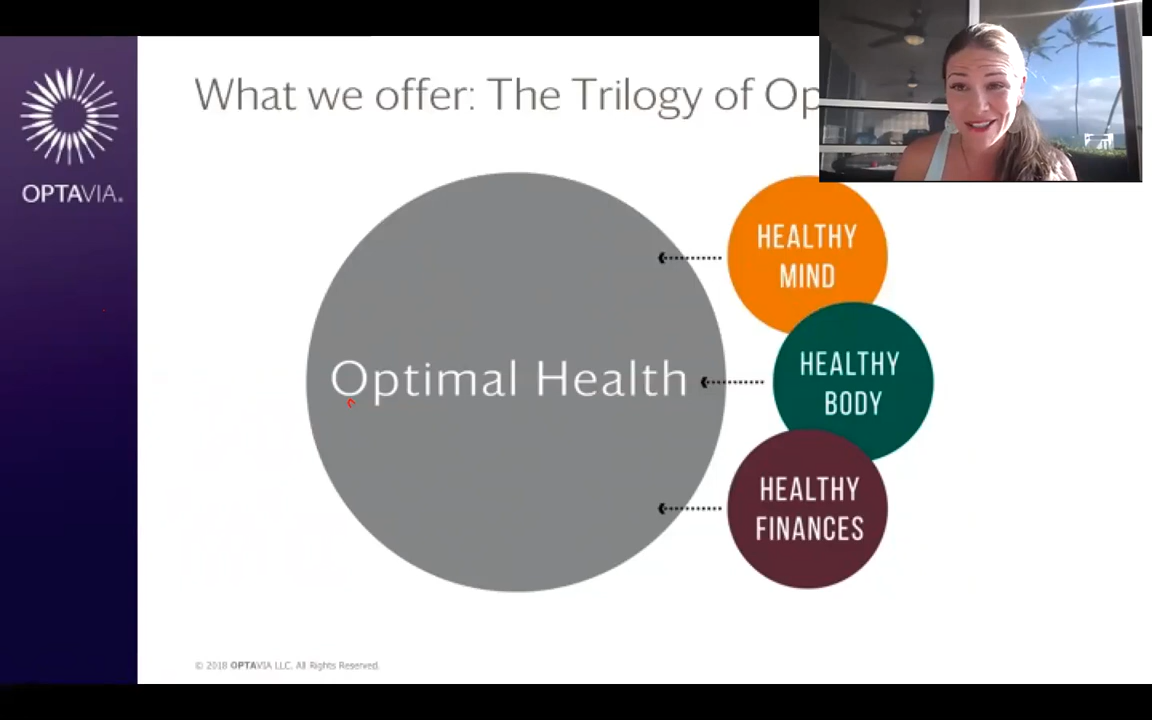 What we offer: The Trilogy of Op
OPTAVIA®
HEALTHY
MIND
Optimal Health
HEALTHY
BODY
HEALTHY
FINANCES
© 2018 OPTAVIA LLC. All Rights Reserved.